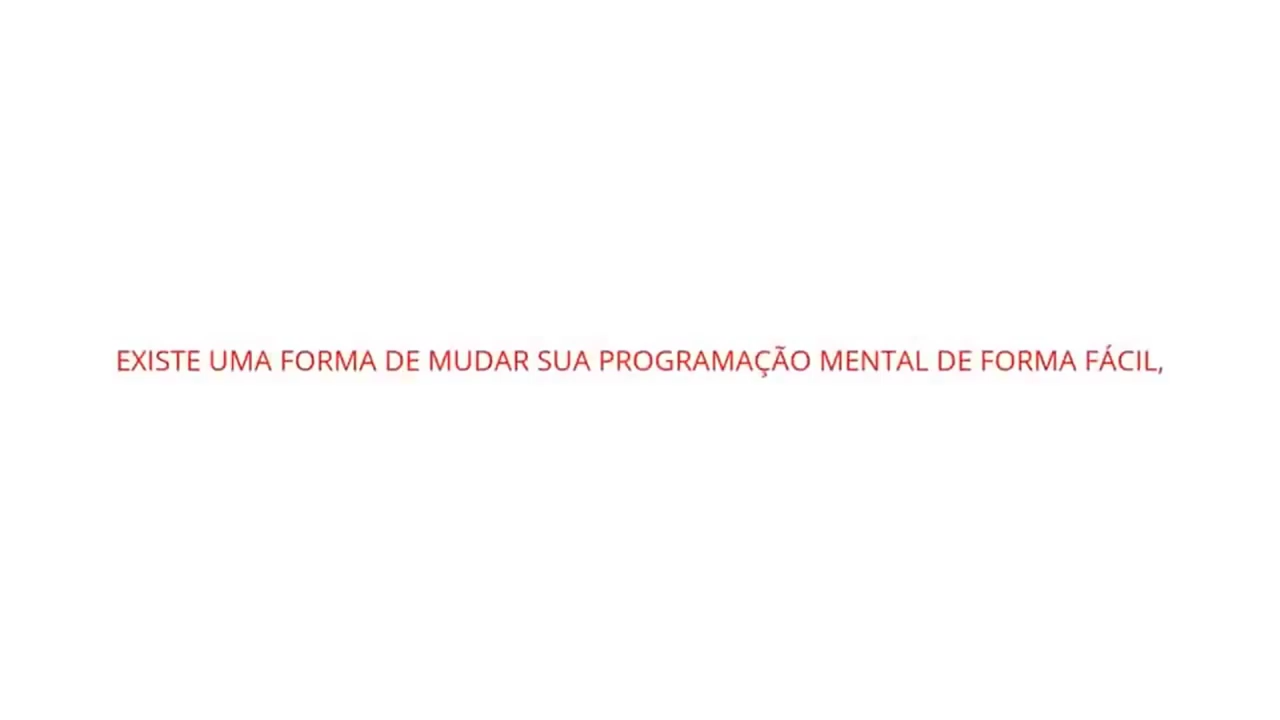 EXISTE UMA FORMA DE MUDAR SUA PROGRAMAÇÃO MENTAL DE FORMA FÁCIL,